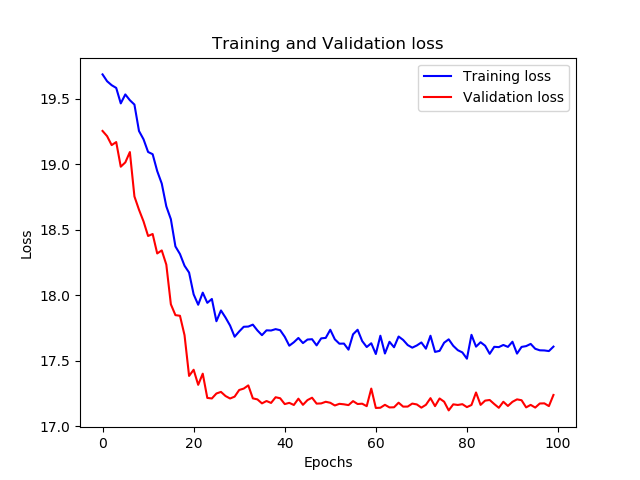 Training and Validation loss
Training loss
Validation loss
19.5
19.0
18.5
18.0
17.5
17.0
Loss
0 20 40 60 80 100
Epochs